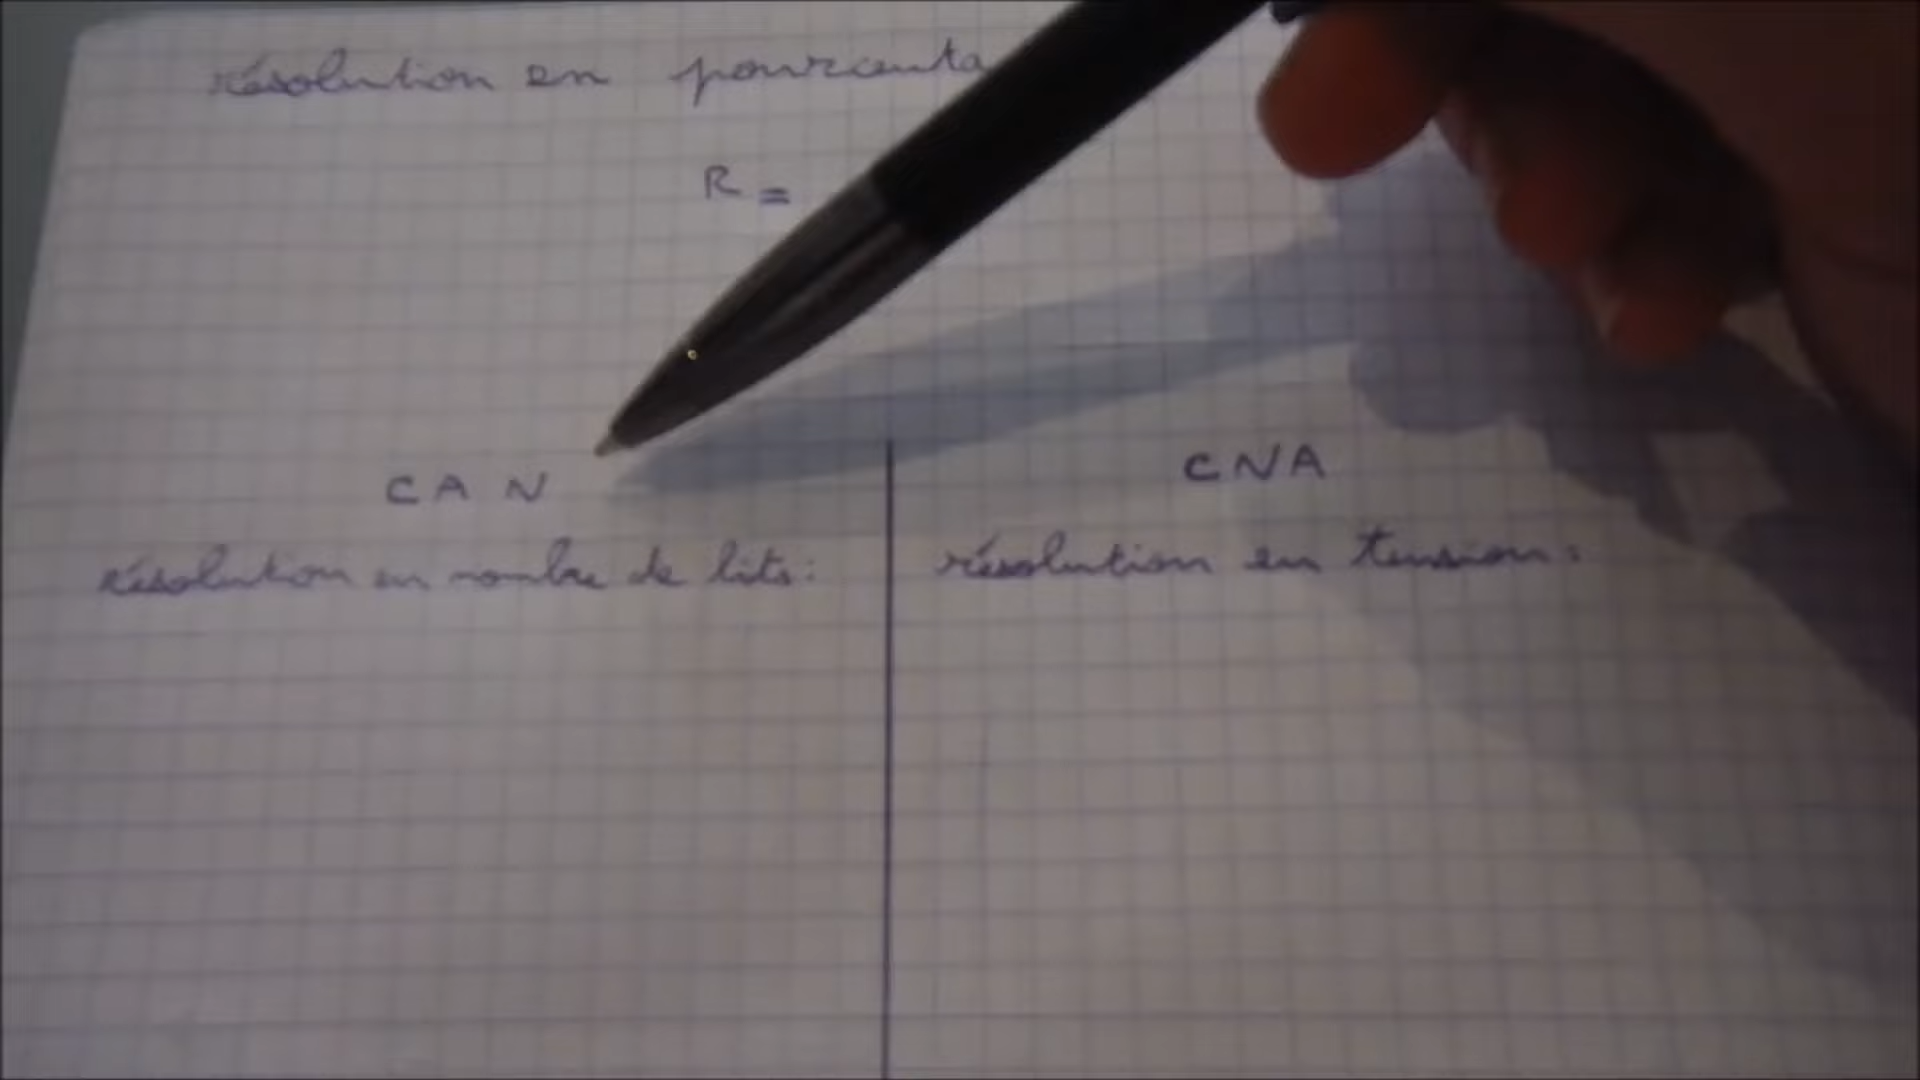 résolution en pourcenta
R =
CAN
CNA
résolution en nombre de bits:
résolution en tension: